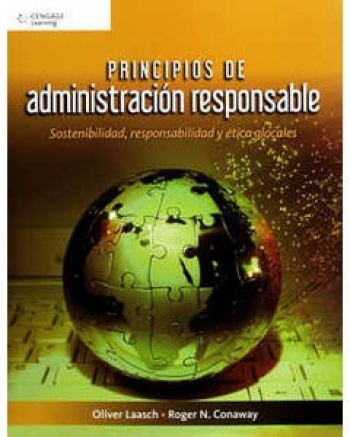 CENGAGE
Learning
PRINCIPIOS DE
administración responsable
Sostenibilidad, responsabilidad y ética glocales
Oliver Laasch • Roger N. Conaway